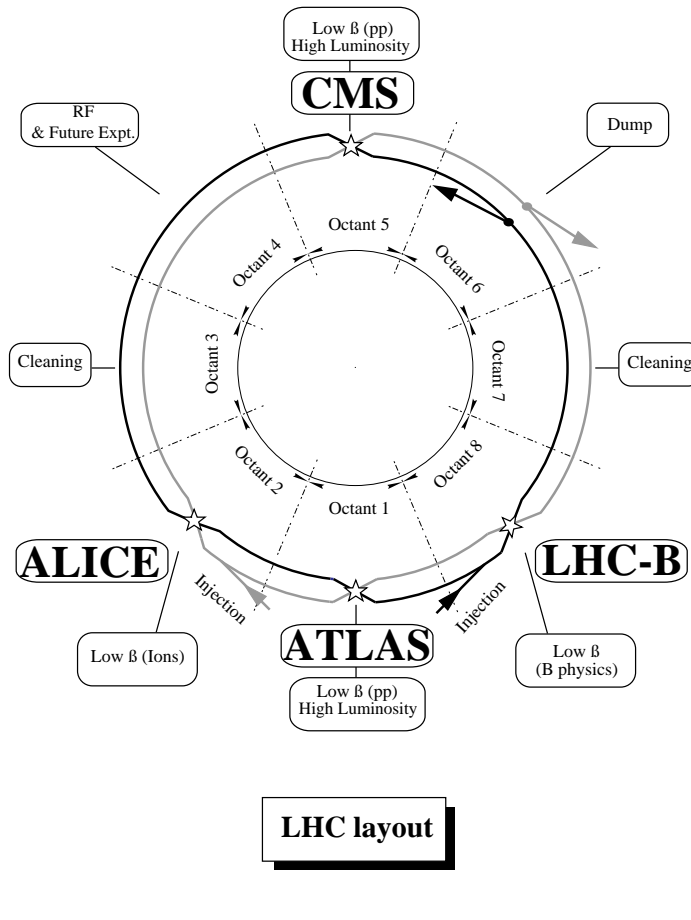 Low ß (pp)
High Luminosity
CMS
RF
& Future Expt.
Dump
Octant 5
Octant 4
Octant 6
Cleaning
Octant 3
Octant 7
Cleaning
Octant 2
Octant 8
Octant 1
ALICE
LHC-B
Injection
Injection
ATLAS
Low ß (Ions)
Low ß
(B physics)
Low ß (pp)
High Luminosity
LHC layout